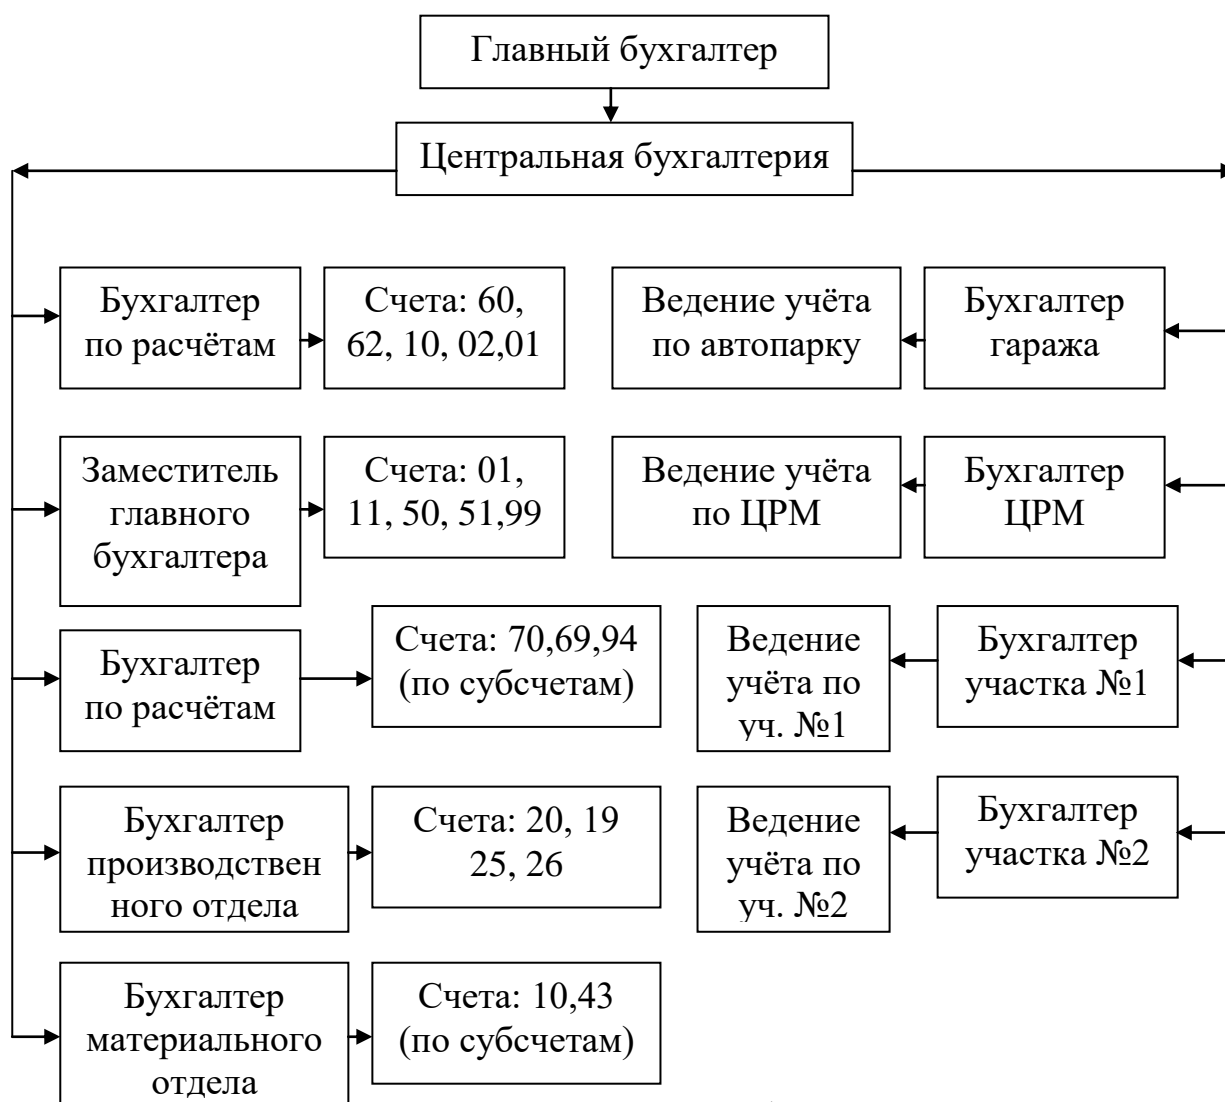 Главный бухгалтер
Центральная бухгалтерия
Бухгалтер
по расчётам
Счета: 60,
62, 10, 02,01
Ведение учёта
по автопарку
Бухгалтер
гаража
Заместитель
главного
бухгалтера
Счета: 01,
11, 50, 51,99
Ведение учёта
по ЦРМ
Бухгалтер
ЦРМ
Бухгалтер
по расчётам
Счета: 70,69,94
(по субсчетам)
Ведение
учёта по
уч. №1
Бухгалтер
участка №1
Бухгалтер
производствен
ного отдела
Счета: 20, 19
25, 26
Ведение
учёта по
уч. №2
Бухгалтер
участка №2
Бухгалтер
материального
отдела
Счета: 10,43
(по субсчетам)